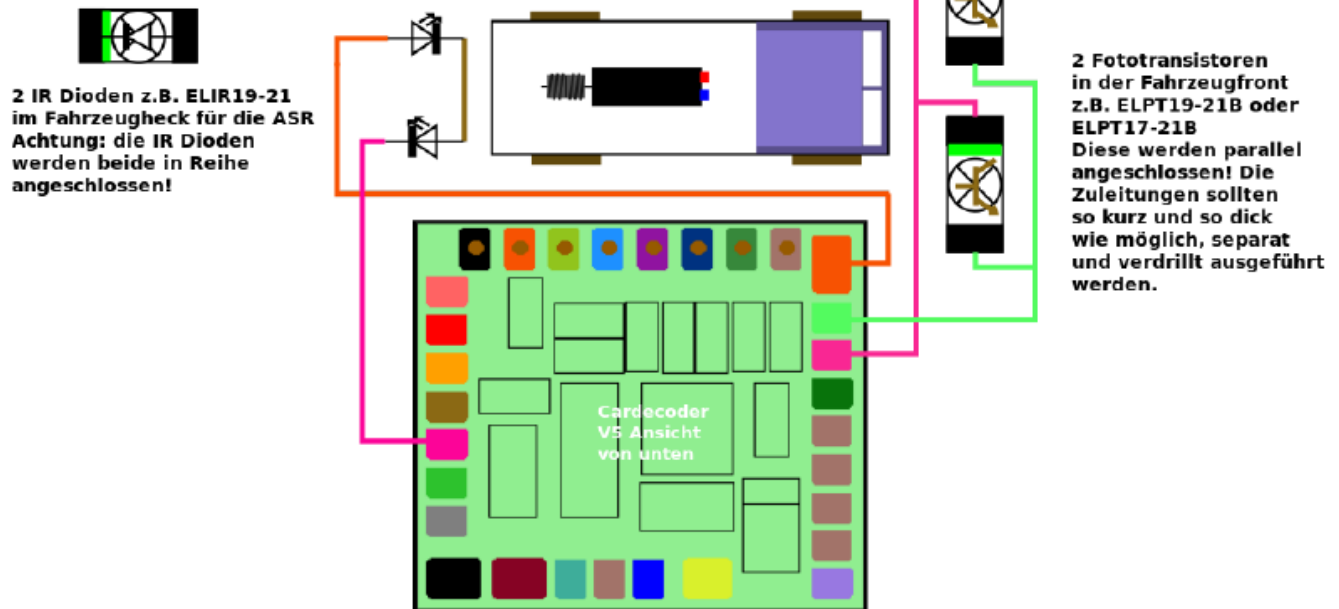 2 IR Dioden z.B. ELIR19-21
im Fahrzeugheck für die ASR
Achtung: die IR Dioden
werden beide in Reihe
angeschlossen!
2 Fototransistoren
in der Fahrzeugfront
z.B. ELPT19-21B oder
ELPT17-21B
Diese werden parallel
angeschlossen! Die
Zuleitungen sollten
so kurz und so dick
wie möglich, separat
und verdrillt ausgeführt
werden.
Cardecoder
V5 Ansicht
von unten